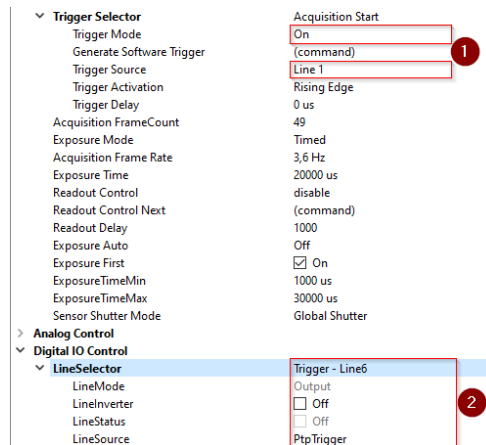 Trigger Selector Acquisition Start
Trigger Mode On
Generate Software Trigger (command)
1
Trigger Source Line 1
Trigger Activation Rising Edge
Trigger Delay 0 us
Acquisition FrameCount 49
Exposure Mode Timed
Acquisition Frame Rate 3,6 Hz
Exposure Time 20000 us
Readout Control disable
Readout Control Next (command)
Readout Delay 1000
Exposure Auto Off
Exposure First On
ExposureTimeMin 1000 us
ExposureTimeMax 30000 us
Sensor Shutter Mode Global Shutter
Analog Control
Digital IO Control
LineSelector Trigger - Line6
LineMode Output
LineInverter Off
2
LineStatus Off
LineSource PtpTrigger